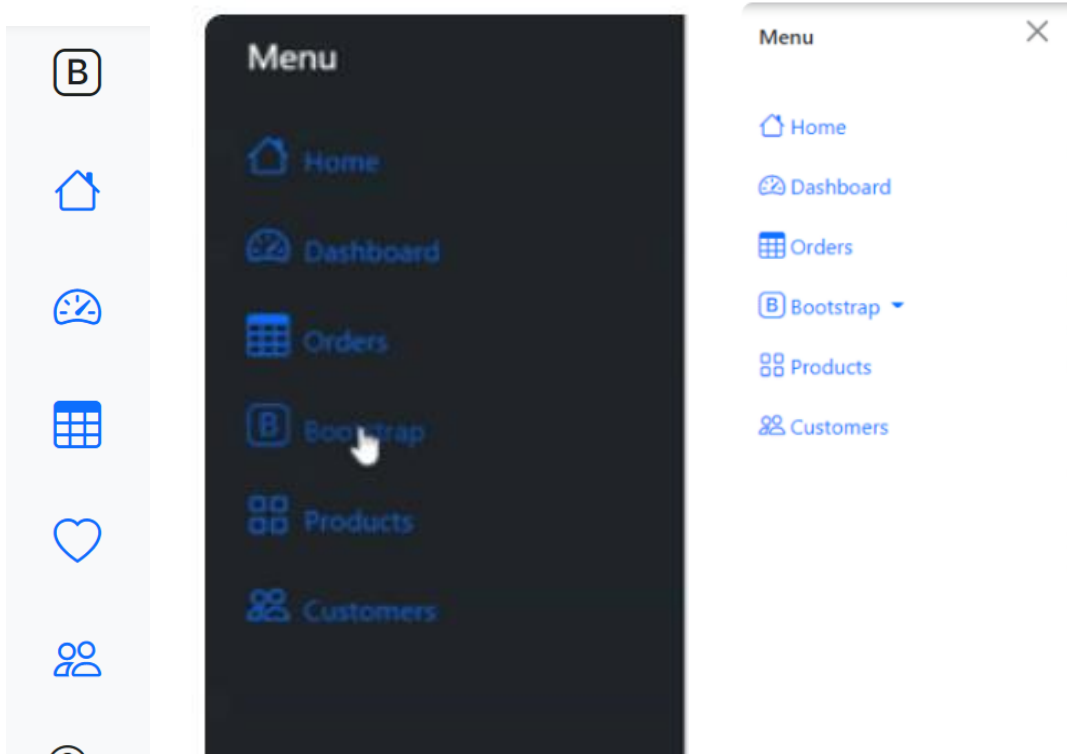 B
Menu
Home
Dashboard
Orders
B Bootstrap
Products
Customers
Menu
Home
Dashboard
Orders
B Bootstrap
Products
Customers